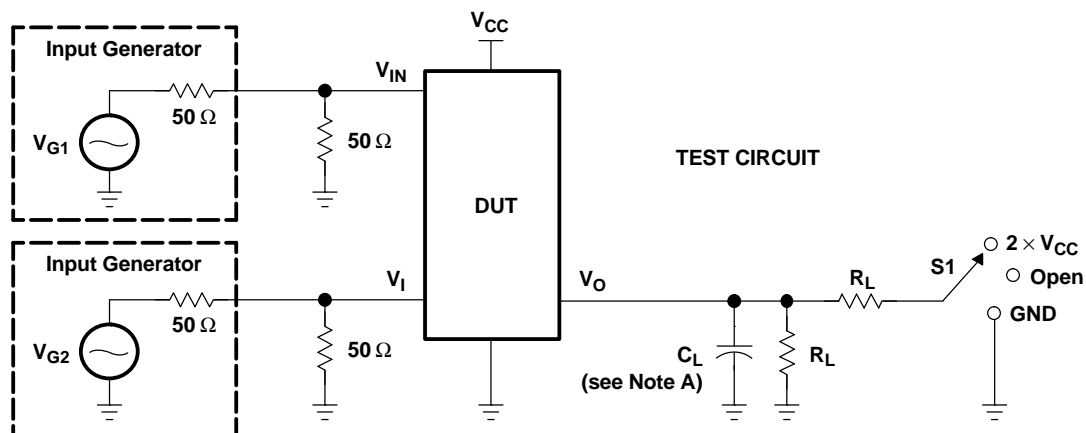 Input Generator
V_G1
50 Ω
V_IN
50 Ω
V_CC
DUT
TEST CIRCUIT
Input Generator
V_G2
50 Ω
V_I
50 Ω
V_O
C_L
(see Note A)
R_L
R_L
S1
2 × V_CC
Open
GND